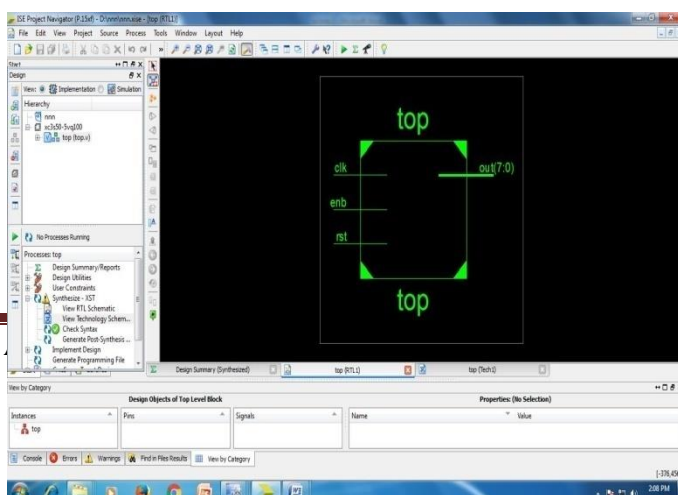 ISE Project Navigator (P.15xf) - D:\nnn\nnn.xise - [top (RTL1)]
File Edit View Project Source Process Tools Window Layout Help
Start
Design
View: Implementation Simulation
Hierarchy
nnn
xc3s50-5vq100
top (top.v)
No Processes Running
Processes: top
Design Summary/Reports
Design Utilities
User Constraints
Synthesize - XST
View RTL Schematic
View Technology Schem...
Check Syntax
Generate Post-Synthesis ...
Implement Design
Generate Programming File
top
clk
out(7:0)
enb
rst
top
Design Summary (Synthesized)
top (RTL1)
top (Tech1)
View by Category
Design Objects of Top Level Block
Properties: (No Selection)
Instances
Pins
Signals
Name
Value
top
Console Errors Warnings Find in Files Results View by Category
2:08 PM